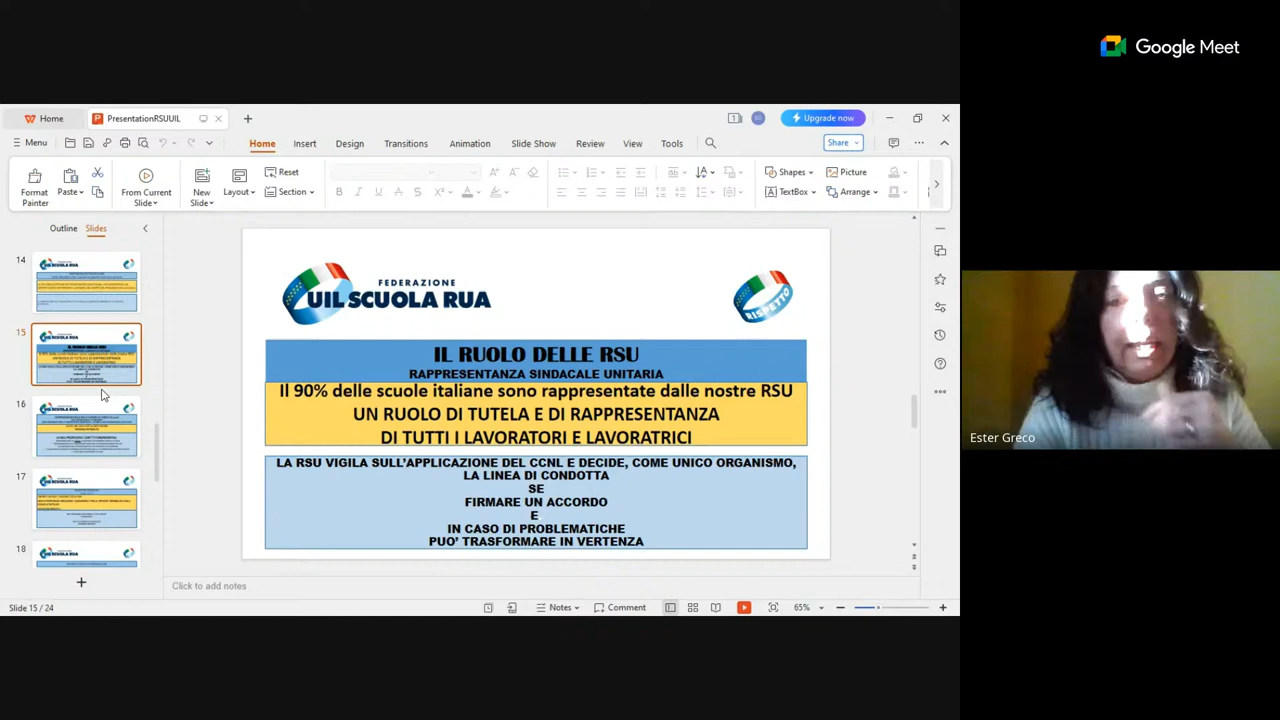 Google Meet
Home
PresentationRSUUIL
Upgrade now
Menu
Home
Insert
Design
Transitions
Animation
Slide Show
Review
View
Tools
Share
Format
Painter
Paste
From Current
Slide
New
Slide
Layout
Reset
Section
B I U A S X²
Shapes
Picture
TextBox
Arrange
Outline
Slides
14
15
16
17
18
FEDERAZIONE
UIL SCUOLA RUA
RISPETTO
IL RUOLO DELLE RSU
RAPPRESENTANZA SINDACALE UNITARIA
Il 90% delle scuole italiane sono rappresentate dalle nostre RSU
UN RUOLO DI TUTELA E DI RAPPRESENTANZA
DI TUTTI I LAVORATORI E LAVORATRICI
LA RSU VIGILA SULL'APPLICAZIONE DEL CCNL E DECIDE, COME UNICO ORGANISMO,
LA LINEA DI CONDOTTA
SE
FIRMARE UN ACCORDO
E
IN CASO DI PROBLEMATICHE
PUO' TRASFORMARE IN VERTENZA
Ester Greco
Click to add notes
Slide 15 / 24
Notes
Comment
65%